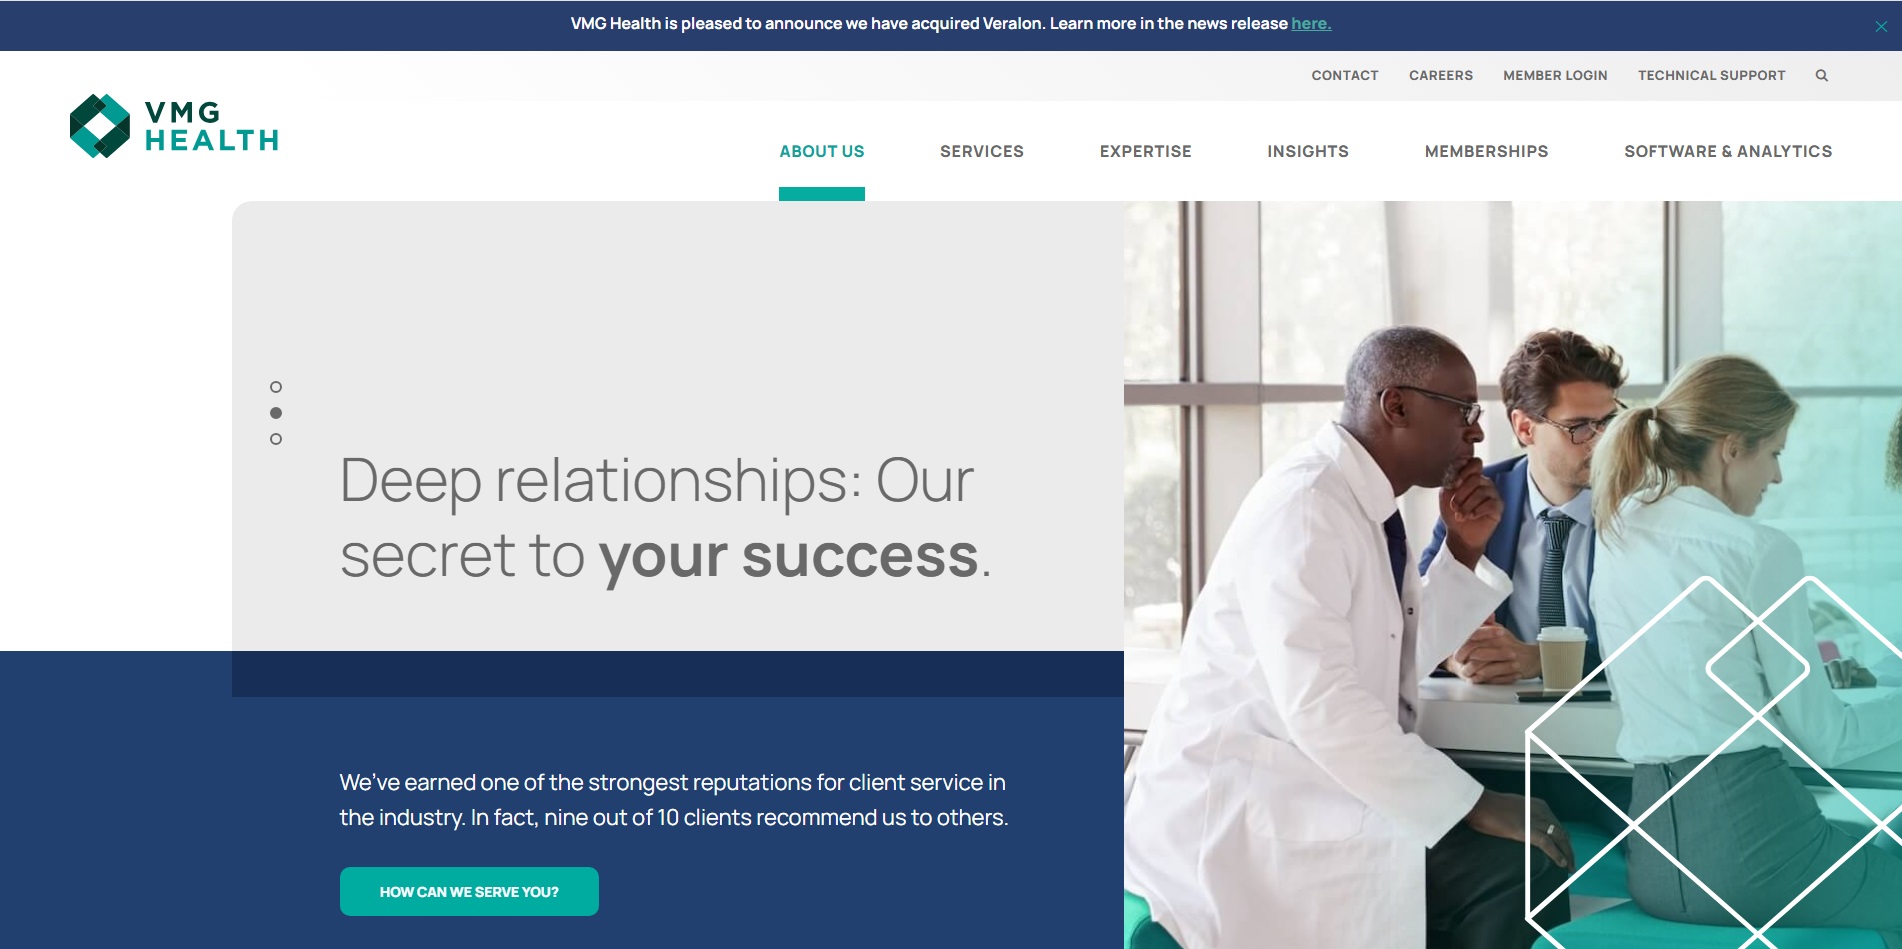 VMG Health is pleased to announce we have acquired Veralon. Learn more in the news release here.
CONTACT CAREERS MEMBER LOGIN TECHNICAL SUPPORT
VMG
HEALTH
ABOUT US SERVICES EXPERTISE INSIGHTS MEMBERSHIPS SOFTWARE & ANALYTICS
Deep relationships: Our
secret to your success.
We've earned one of the strongest reputations for client service in
the industry. In fact, nine out of 10 clients recommend us to others.
HOW CAN WE SERVE YOU?